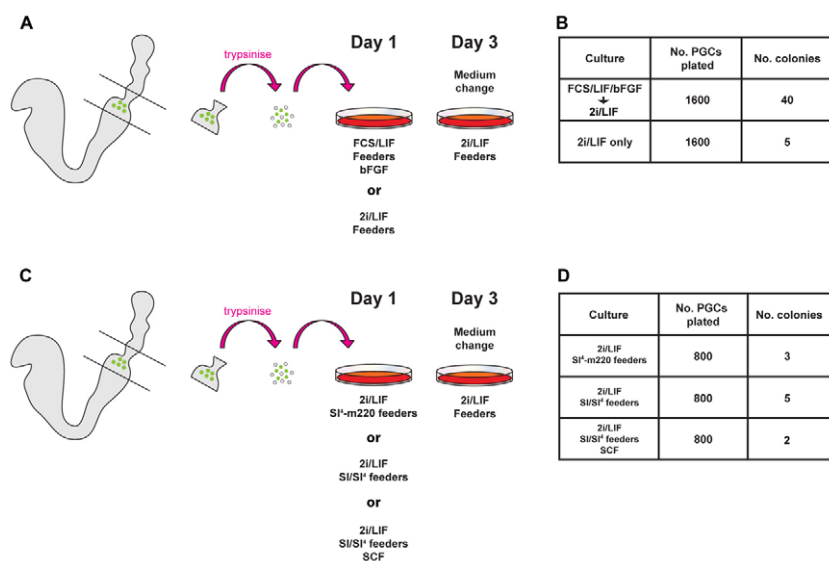 A
trypsinise
Day 1
Day 3
Medium
change
FCS/LIF
Feeders
bFGF
or
2i/LIF
Feeders
2i/LIF
Feeders
B
Culture
No. PGCs
plated
No. colonies
FCS/LIF/bFGF
2i/LIF
1600
40
2i/LIF only
1600
5
C
trypsinise
Day 1
Day 3
Medium
change
2i/LIF
Sl⁴-m220 feeders
or
2i/LIF
Sl/Sl⁴ feeders
or
2i/LIF
Sl/Sl⁴ feeders
SCF
2i/LIF
Feeders
D
Culture
No. PGCs
plated
No. colonies
2i/LIF
Sl⁴-m220 feeders
800
3
2i/LIF
Sl/Sl⁴ feeders
800
5
2i/LIF
Sl/Sl⁴ feeders
SCF
800
2